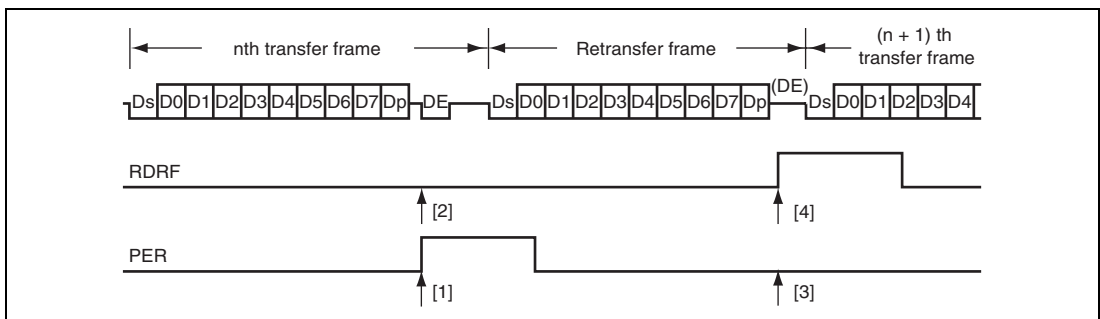 nth transfer frame Retransfer frame (n + 1) th
transfer frame
Ds D0 D1 D2 D3 D4 D5 D6 D7 Dp DE Ds D0 D1 D2 D3 D4 D5 D6 D7 Dp (DE) Ds D0 D1 D2 D3 D4
RDRF
[2] [4]
PER
[1] [3]